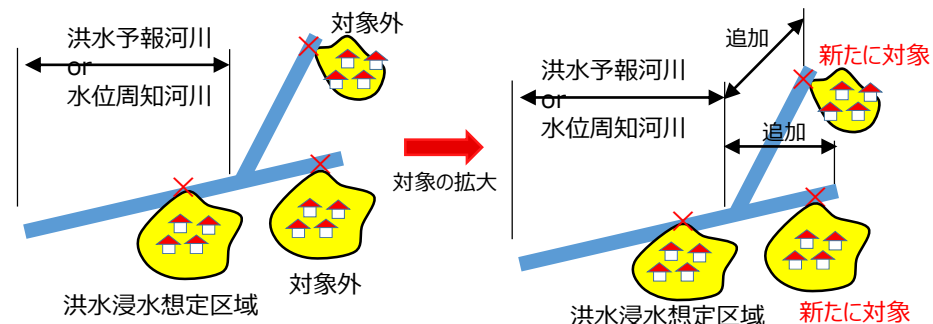 対象外
洪水予報河川
or
水位周知河川
対象外
洪水浸水想定区域
対象の拡大
追加
新たに対象
洪水予報河川
or
水位周知河川
追加
洪水浸水想定区域
新たに対象